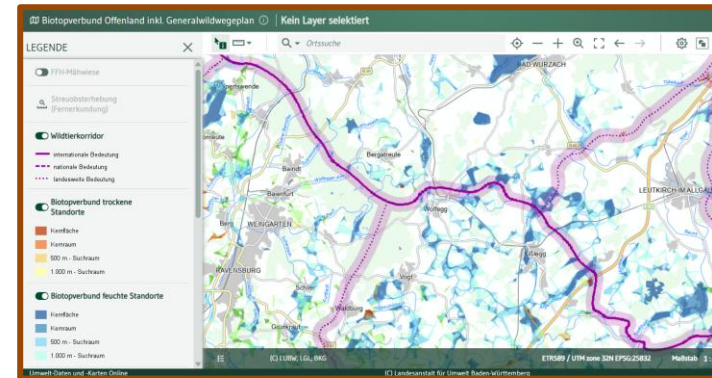 Biotopverbund Offenland inkl. Generalwildwegeplan
Kein Layer selektiert
LEGENDE
Ortssuche
FFH-Mähwiese
Streuobsterhebung
(Fernerkundung)
Wildtierkorridor
internationale Bedeutung
nationale Bedeutung
landesweite Bedeutung
Biotopverbund trockene
Standorte
Kernfläche
Kernraum
500 m - Suchraum
1.000 m - Suchraum
Biotopverbund feuchte Standorte
Kernfläche
Kernraum
500 m - Suchraum
1.000 m - Suchraum
BAD WURZACH
Bergatreute
Baindt
Baienfurt
Berg
WEINGARTEN
Wolfegg
LEUTKIRCH IM ALLGÄU
RAVENSBURG
Kißlegg
Vogt
Schlier
Waldburg
Grünkraut
(C) LUBW, LGL, BKG
ETRS89 / UTM zone 32N EPSG:25832
Maßstab 1 :
Umwelt-Daten und -Karten Online
(C) Landesanstalt für Umwelt Baden-Württemberg